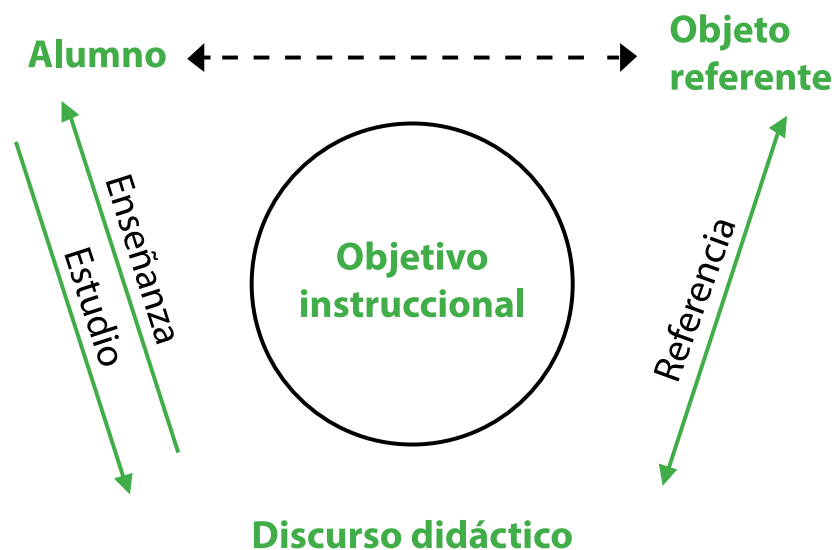 Alumno
Objeto
referente
Enseñanza
Estudio
Objetivo
instruccional
Referencia
Discurso didáctico